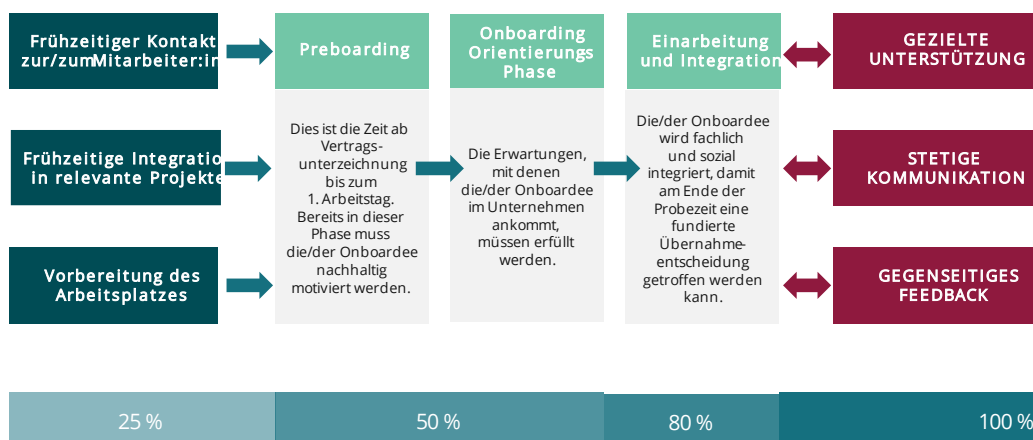 Frühzeitiger Kontakt
zur/zum Mitarbeiter:in
Frühzeitige Integratio
in relevante Projekte
Vorbereitung des
Arbeitsplatzes
Preboarding
Dies ist die Zeit ab
Vertrags-
unterzeichnung
bis zum
1. Arbeitstag.
Bereits in dieser
Phase muss
die/der Onboardee
nachhaltig
motiviert werden.
Onboarding
Orientierungs
Phase
Die Erwartungen,
mit denen
die/der Onboardee
im Unternehmen
ankommt,
müssen erfüllt
werden.
Einarbeitung
und Integration
Die/der Onboardee
wird fachlich
und sozial
integriert, damit
am Ende der
Probezeit eine
fundierte
Übernahme-
entscheidung
getroffen werden
kann.
GEZIELTE
UNTERSTÜTZUNG
STETIGE
KOMMUNIKATION
GEGENSEITIGES
FEEDBACK
25 %
50 %
80 %
100 %